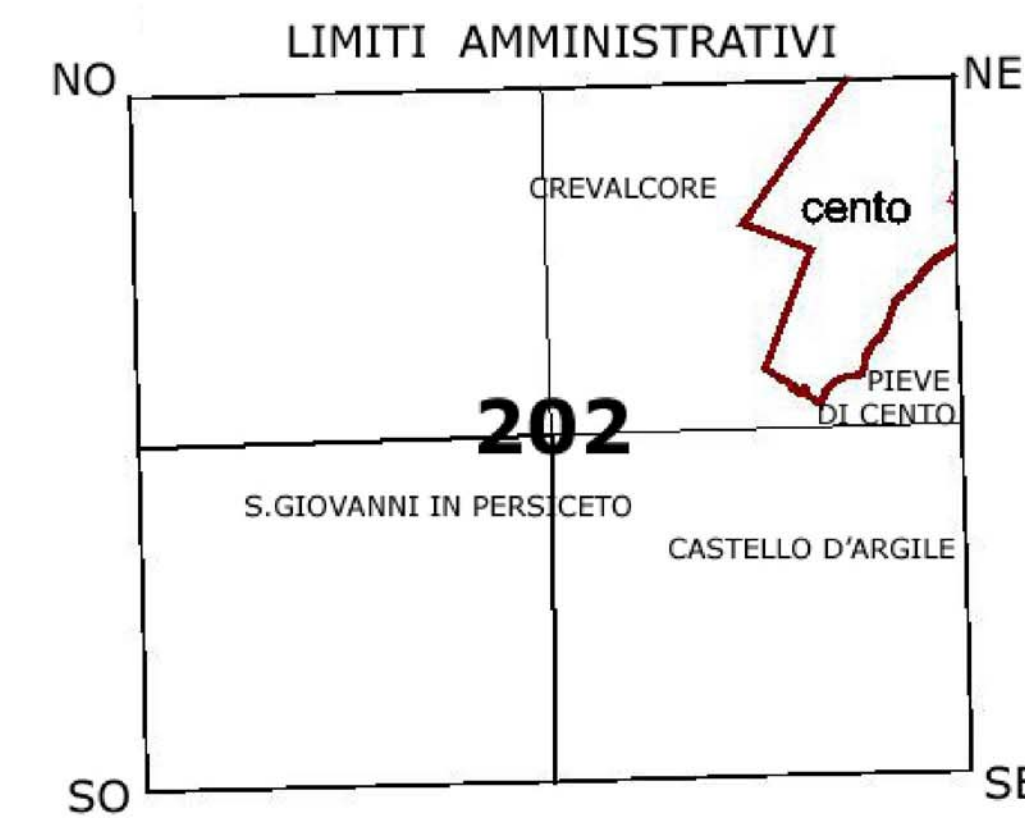 LIMITI AMMINISTRATIVI
NO
NE
CREVALCORE
cento
PIEVE
DI CENTO
202
S.GIOVANNI IN PERSICETO
CASTELLO D'ARGILE
SO
SE